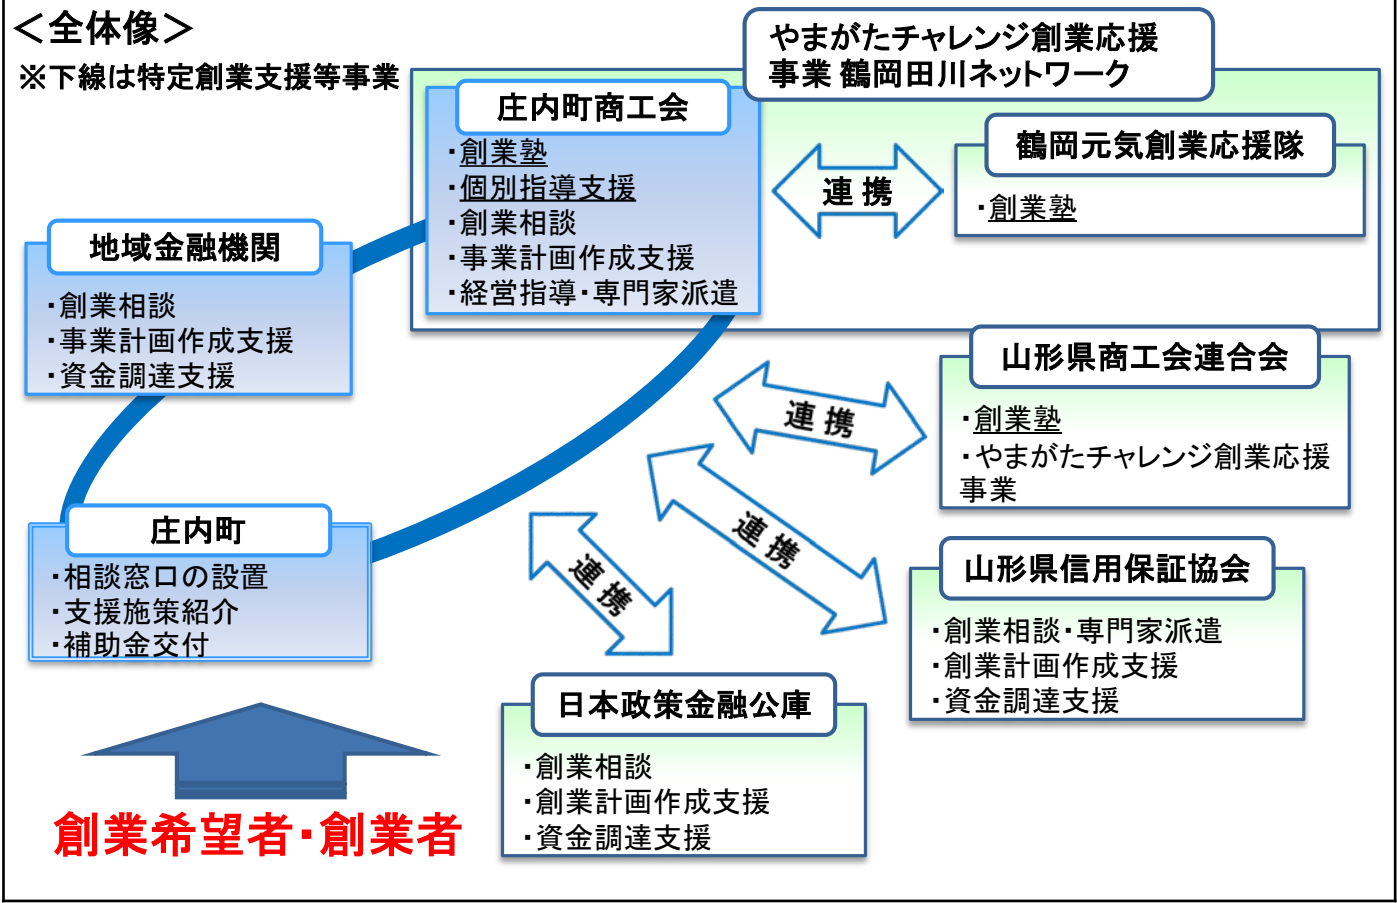 ＜全体像＞
※下線は特定創業支援等事業
やまがたチャレンジ創業応援
事業 鶴岡田川ネットワーク
庄内町商工会
・創業塾
・個別指導支援
・創業相談
・事業計画作成支援
・経営指導・専門家派遣
連携
鶴岡元気創業応援隊
・創業塾
地域金融機関
・創業相談
・事業計画作成支援
・資金調達支援
山形県商工会連合会
・創業塾
・やまがたチャレンジ創業応援
事業
連携
庄内町
・相談窓口の設置
・支援施策紹介
・補助金交付
連携
山形県信用保証協会
・創業相談・専門家派遣
・創業計画作成支援
・資金調達支援
連携
日本政策金融公庫
・創業相談
・創業計画作成支援
・資金調達支援
創業希望者・創業者